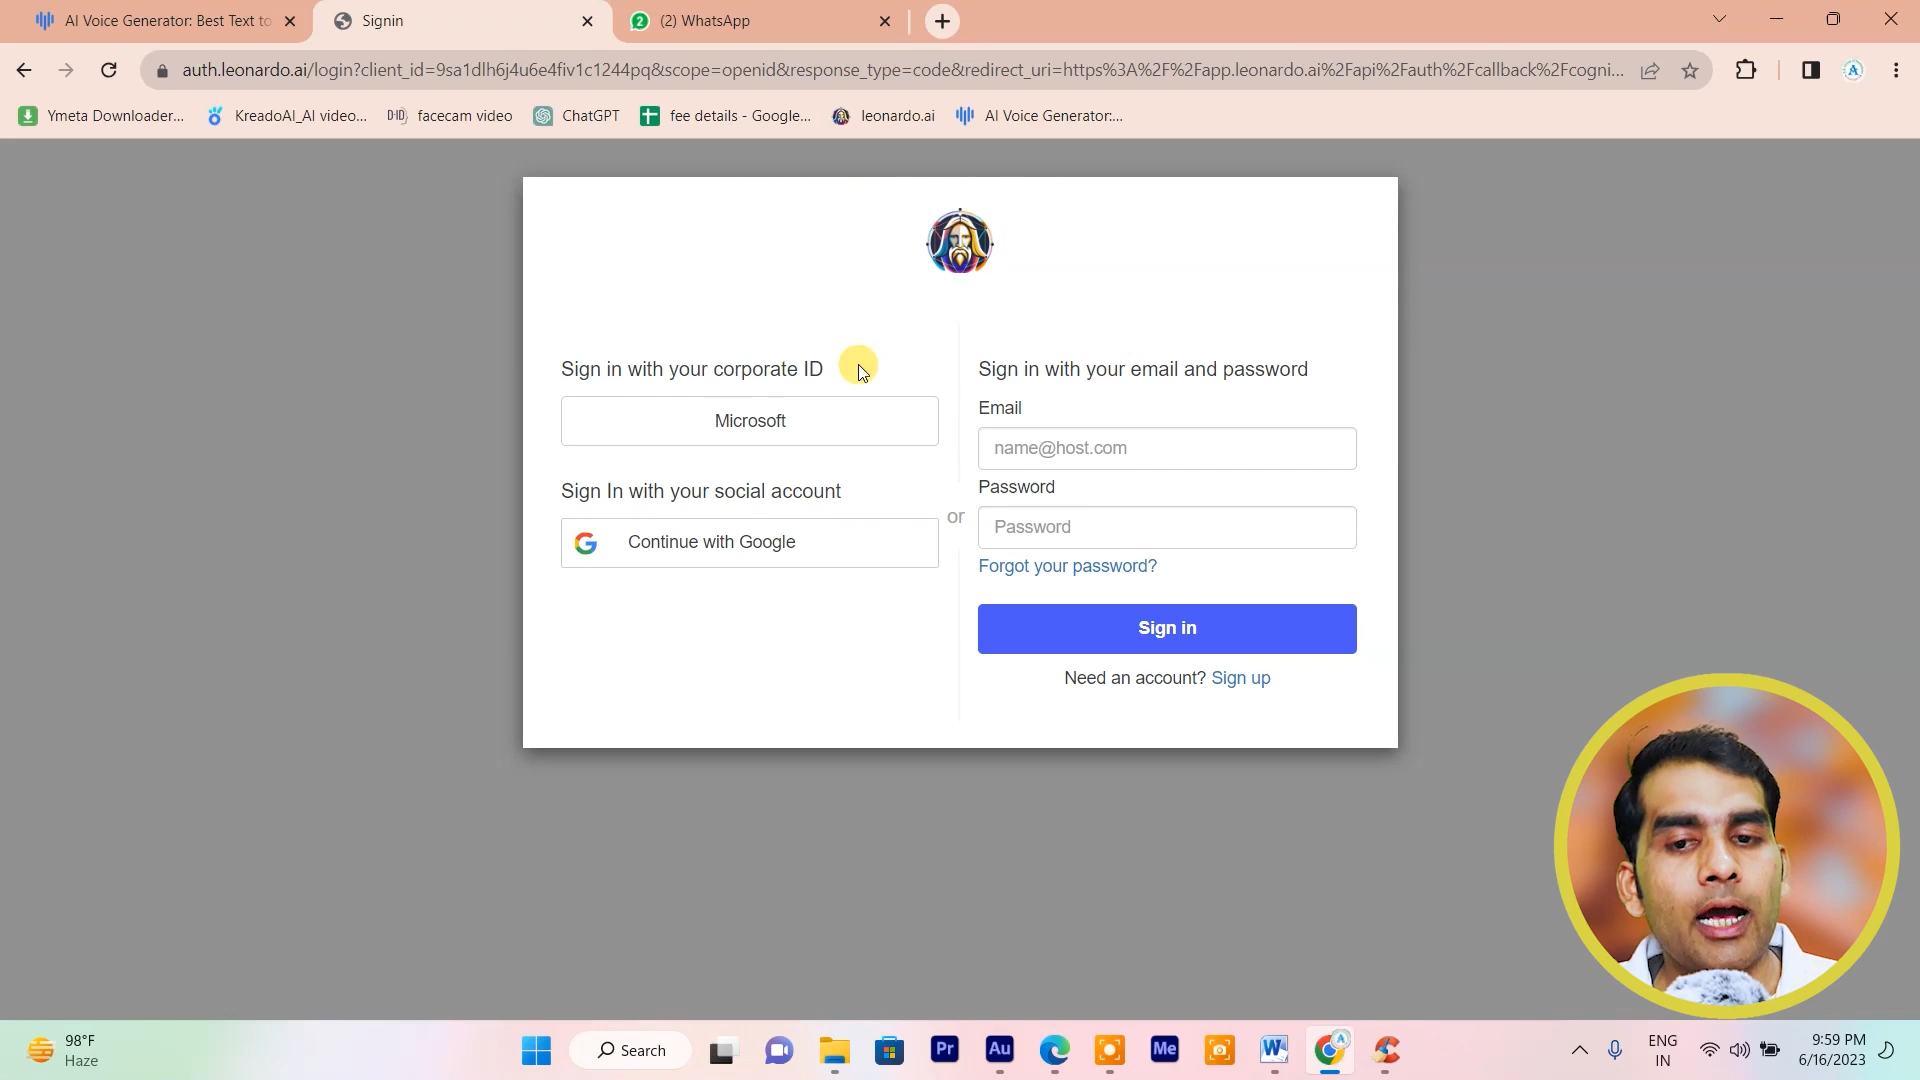 AI Voice Generator: Best Text to
Signin
2 (2) WhatsApp
auth.leonardo.ai/login?client_id=9sa1dlh6j4u6e4fiv1c1244pq&scope=openid&response_type=code&redirect_uri=https%3A%2F%2Fapp.leonardo.ai%2Fapi%2Fauth%2Fcallback%2Fcogni...
Ymeta Downloader...
KreadoAI_AI video...
D·ID facecam video
ChatGPT
fee details - Google...
leonardo.ai
AI Voice Generator:...
Sign in with your corporate ID
Microsoft
Sign In with your social account
Continue with Google
or
Sign in with your email and password
Email
name@host.com
Password
Password
Forgot your password?
Sign in
Need an account? Sign up
98°F
Haze
Search
Pr
Au
Me
W
A
ENG
IN
9:59 PM
6/16/2023